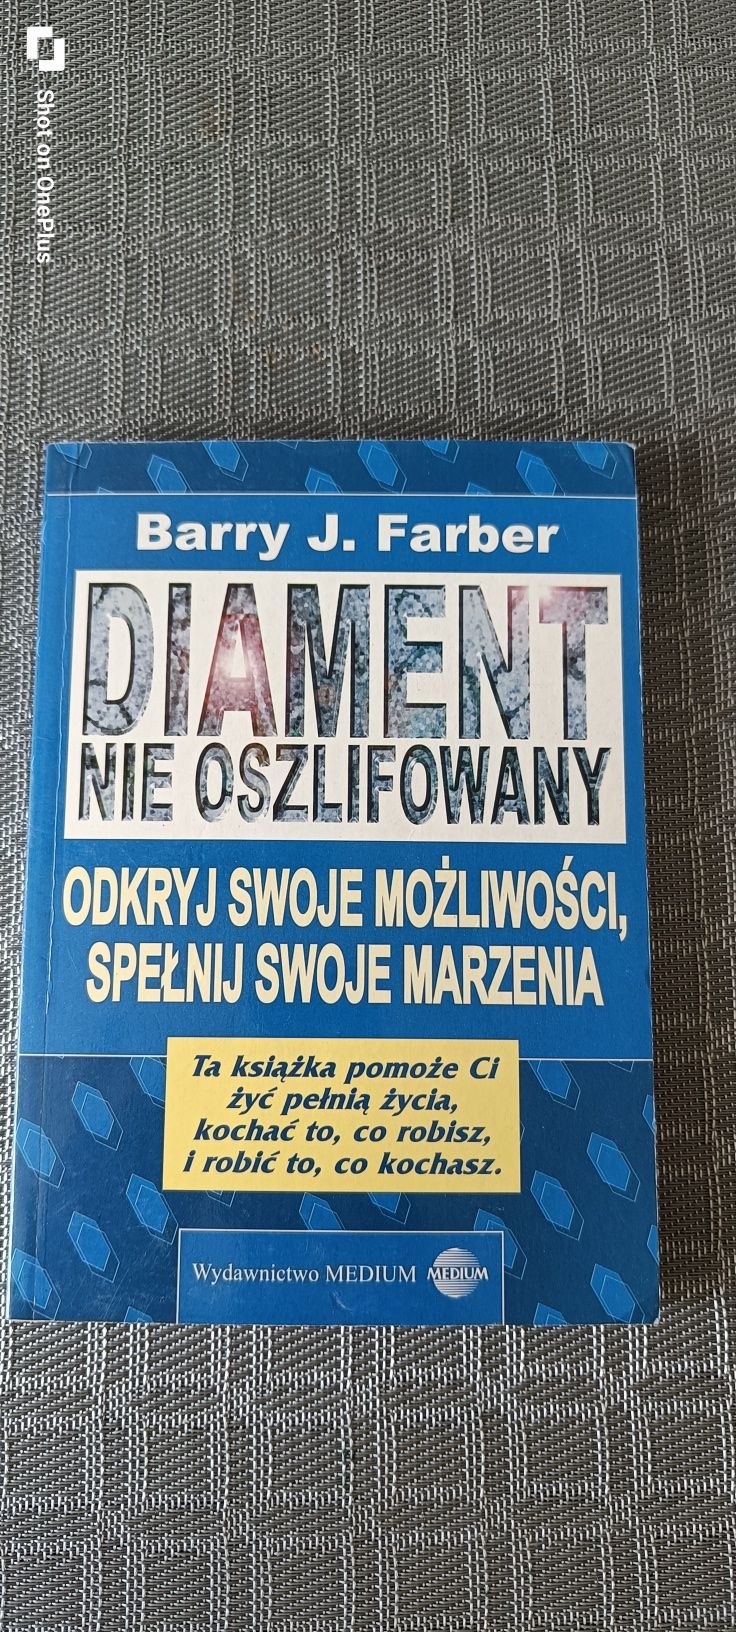 Shot on OnePlus
Barry J. Farber
DIAMENT
NIE OSZLIFOWANY
ODKRYJ SWOJE MOŻLIWOŚCI,
SPEŁNIJ SWOJE MARZENIA
Ta książka pomoże Ci
żyć pełnią życia,
kochać to, co robisz,
i robić to, co kochasz.
Wydawnictwo MEDIUM MEDIUM